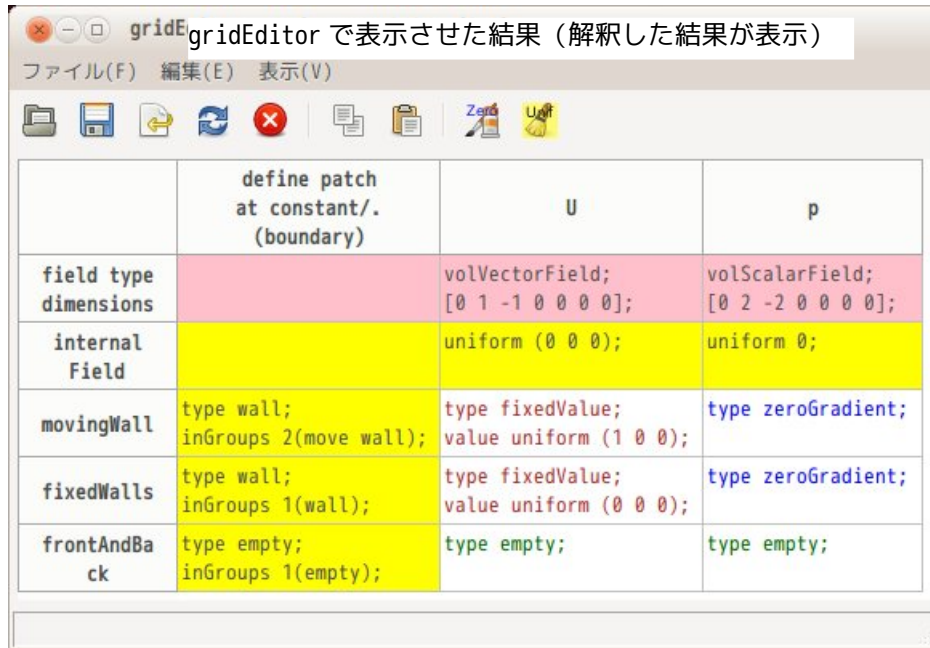 gridE
gridEditor で表示させた結果（解釈した結果が表示）
ファイル(F) 編集(E) 表示(V)
Zero
Unif
define patch
at constant/.
(boundary)
U
p
field type
dimensions
volVectorField;
[0 1 -1 0 0 0 0];
volScalarField;
[0 2 -2 0 0 0 0];
internal
Field
uniform (0 0 0);
uniform 0;
movingWall
type wall;
inGroups 2(move wall);
type fixedValue;
value uniform (1 0 0);
type zeroGradient;
fixedWalls
type wall;
inGroups 1(wall);
type fixedValue;
value uniform (0 0 0);
type zeroGradient;
frontAndBa
ck
type empty;
inGroups 1(empty);
type empty;
type empty;